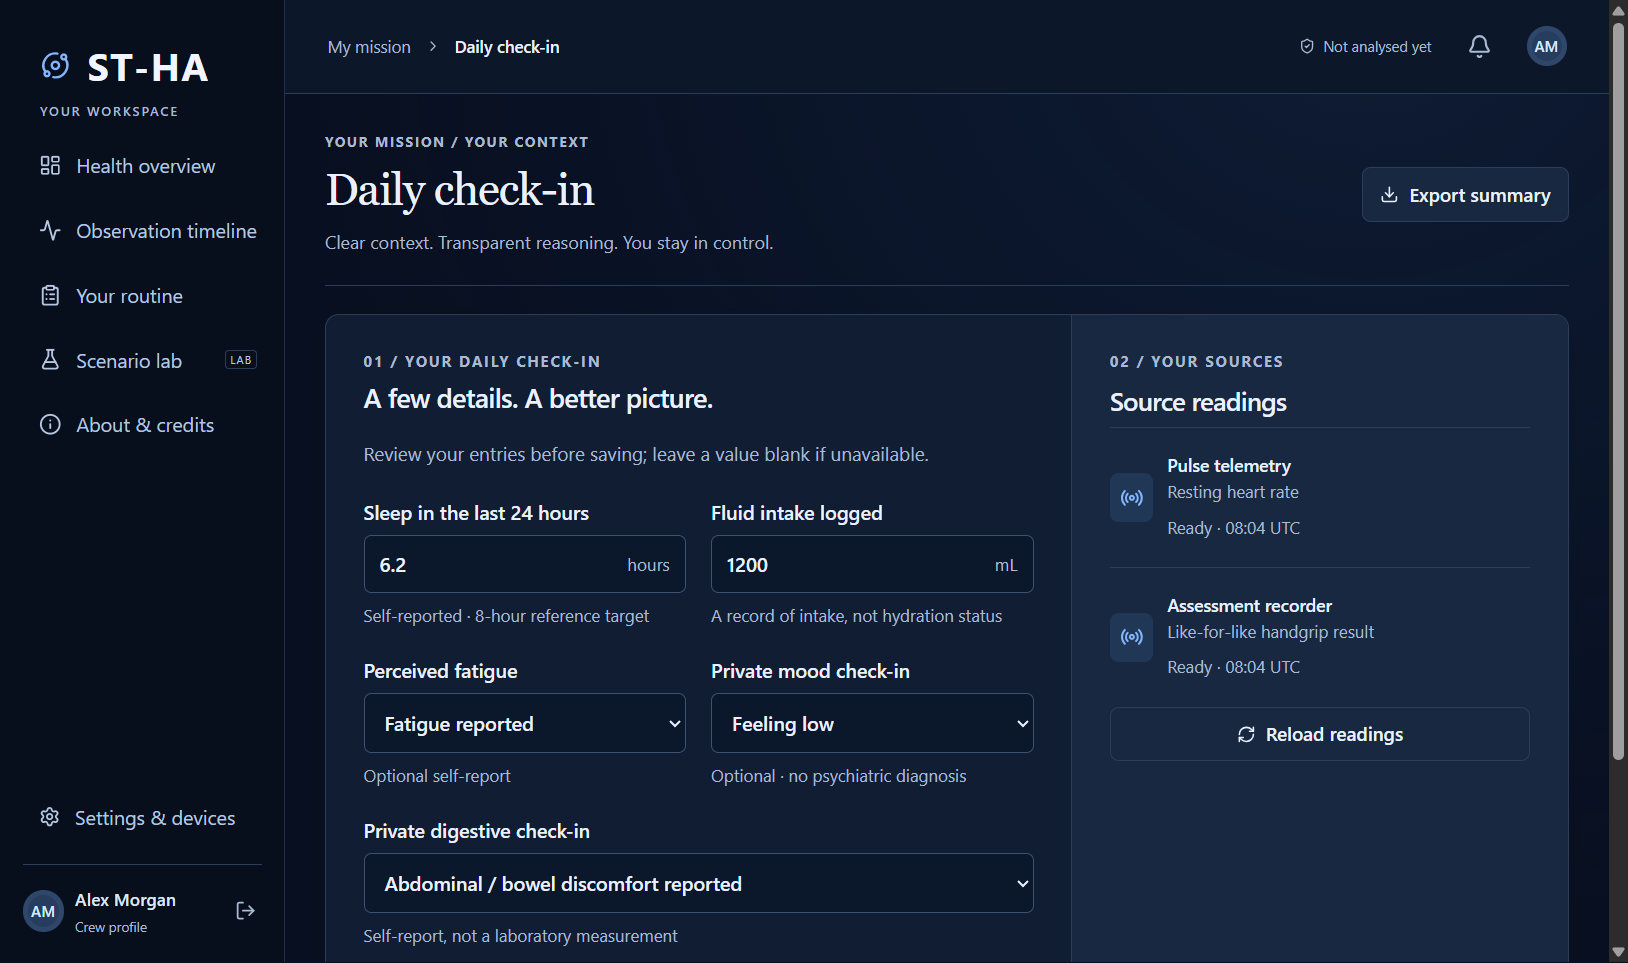 ST-HA
YOUR WORKSPACE
Health overview
Observation timeline
Your routine
Scenario lab
LAB
About & credits
Settings & devices
AM
Alex Morgan
Crew profile
My mission
Daily check-in
Not analysed yet
AM
YOUR MISSION / YOUR CONTEXT
Daily check-in
Clear context. Transparent reasoning. You stay in control.
Export summary
01 / YOUR DAILY CHECK-IN
A few details. A better picture.
Review your entries before saving; leave a value blank if unavailable.
Sleep in the last 24 hours
6.2 hours
Self-reported · 8-hour reference target
Fluid intake logged
1200 mL
A record of intake, not hydration status
Perceived fatigue
Fatigue reported
Optional self-report
Private mood check-in
Feeling low
Optional · no psychiatric diagnosis
Private digestive check-in
Abdominal / bowel discomfort reported
Self-report, not a laboratory measurement
02 / YOUR SOURCES
Source readings
Pulse telemetry
Resting heart rate
Ready · 08:04 UTC
Assessment recorder
Like-for-like handgrip result
Ready · 08:04 UTC
Reload readings